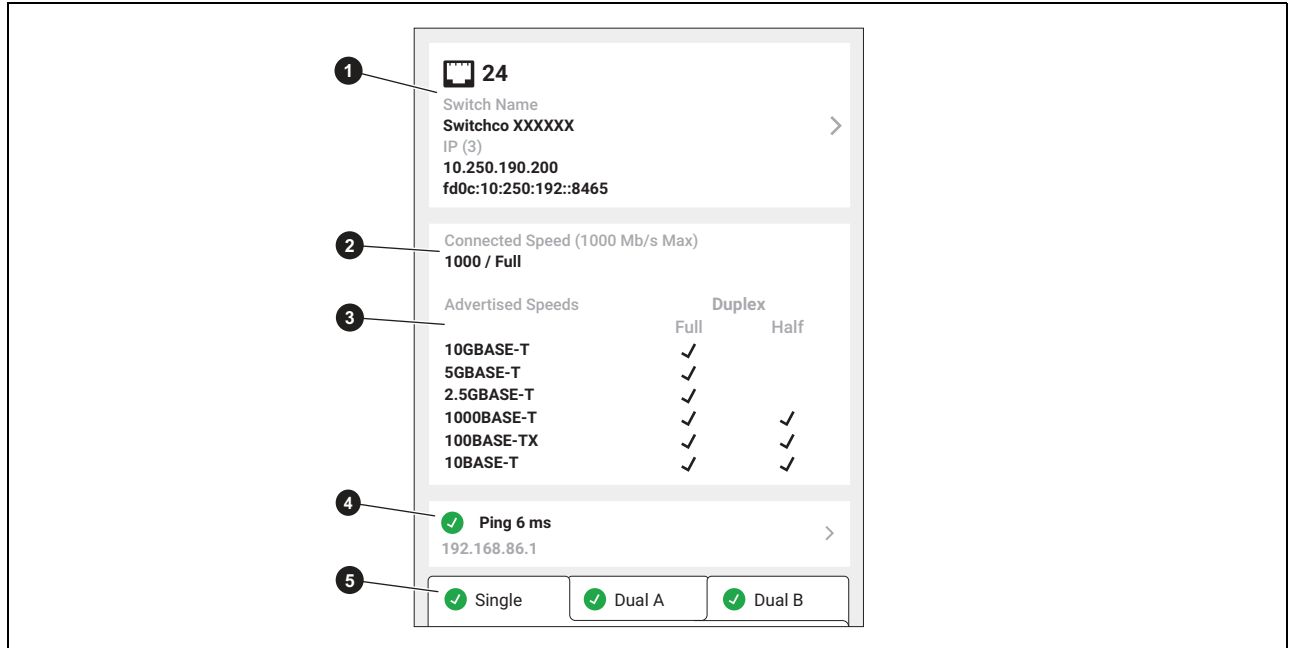 1
24
Switch Name
Switchco XXXXXX
IP (3)
10.250.190.200
fd0c:10:250:192::8465
2
Connected Speed (1000 Mb/s Max)
1000 / Full
3
Advertised Speeds Duplex
Full Half
10GBASE-T
5GBASE-T
2.5GBASE-T
1000BASE-T
100BASE-TX
10BASE-T
4
Ping 6 ms
192.168.86.1
5
Single Dual A Dual B